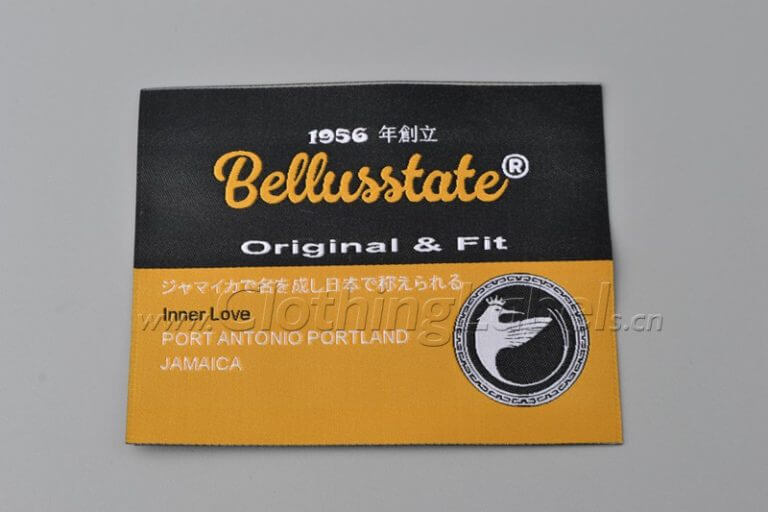 1956 年創立
Bellusstate®
Original & Fit
ジャマイカで名を成し日本で称えられる
Inner Love
www.ClothingLabels.cn
PORT ANTONIO PORTLAND
JAMAICA